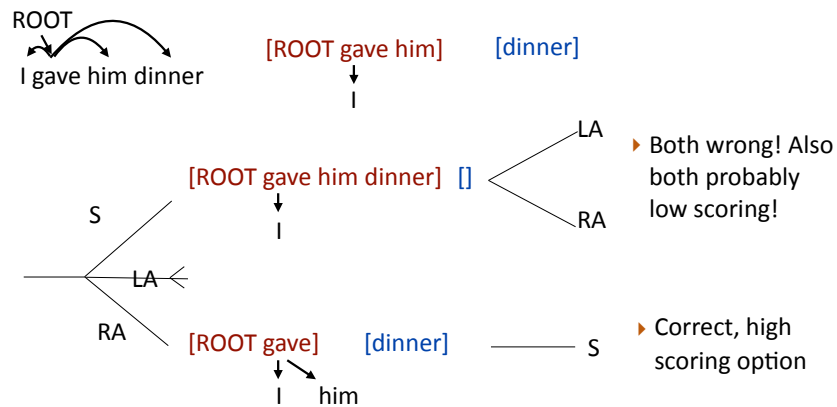 ROOT
I gave him dinner
[ROOT gave him] [dinner]
I
LA
Both wrong! Also
both probably
low scoring!
[ROOT gave him dinner] []
S
I
RA
LA
RA
[ROOT gave] [dinner]
S
Correct, high
scoring option
I him